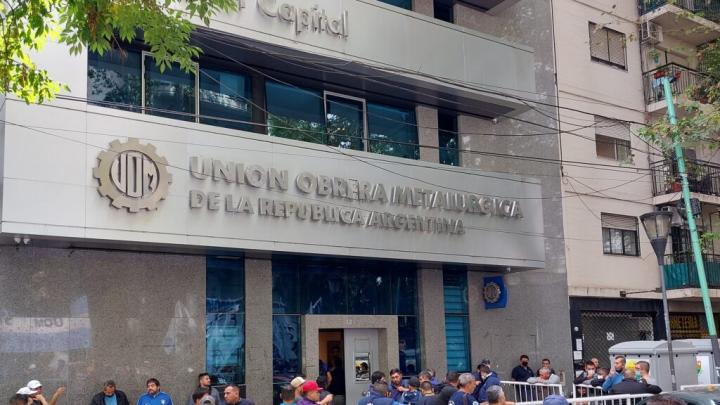 Capital
UOM
UNION OBRERA METALURGICA
DE LA REPUBLICA ARGENTINA